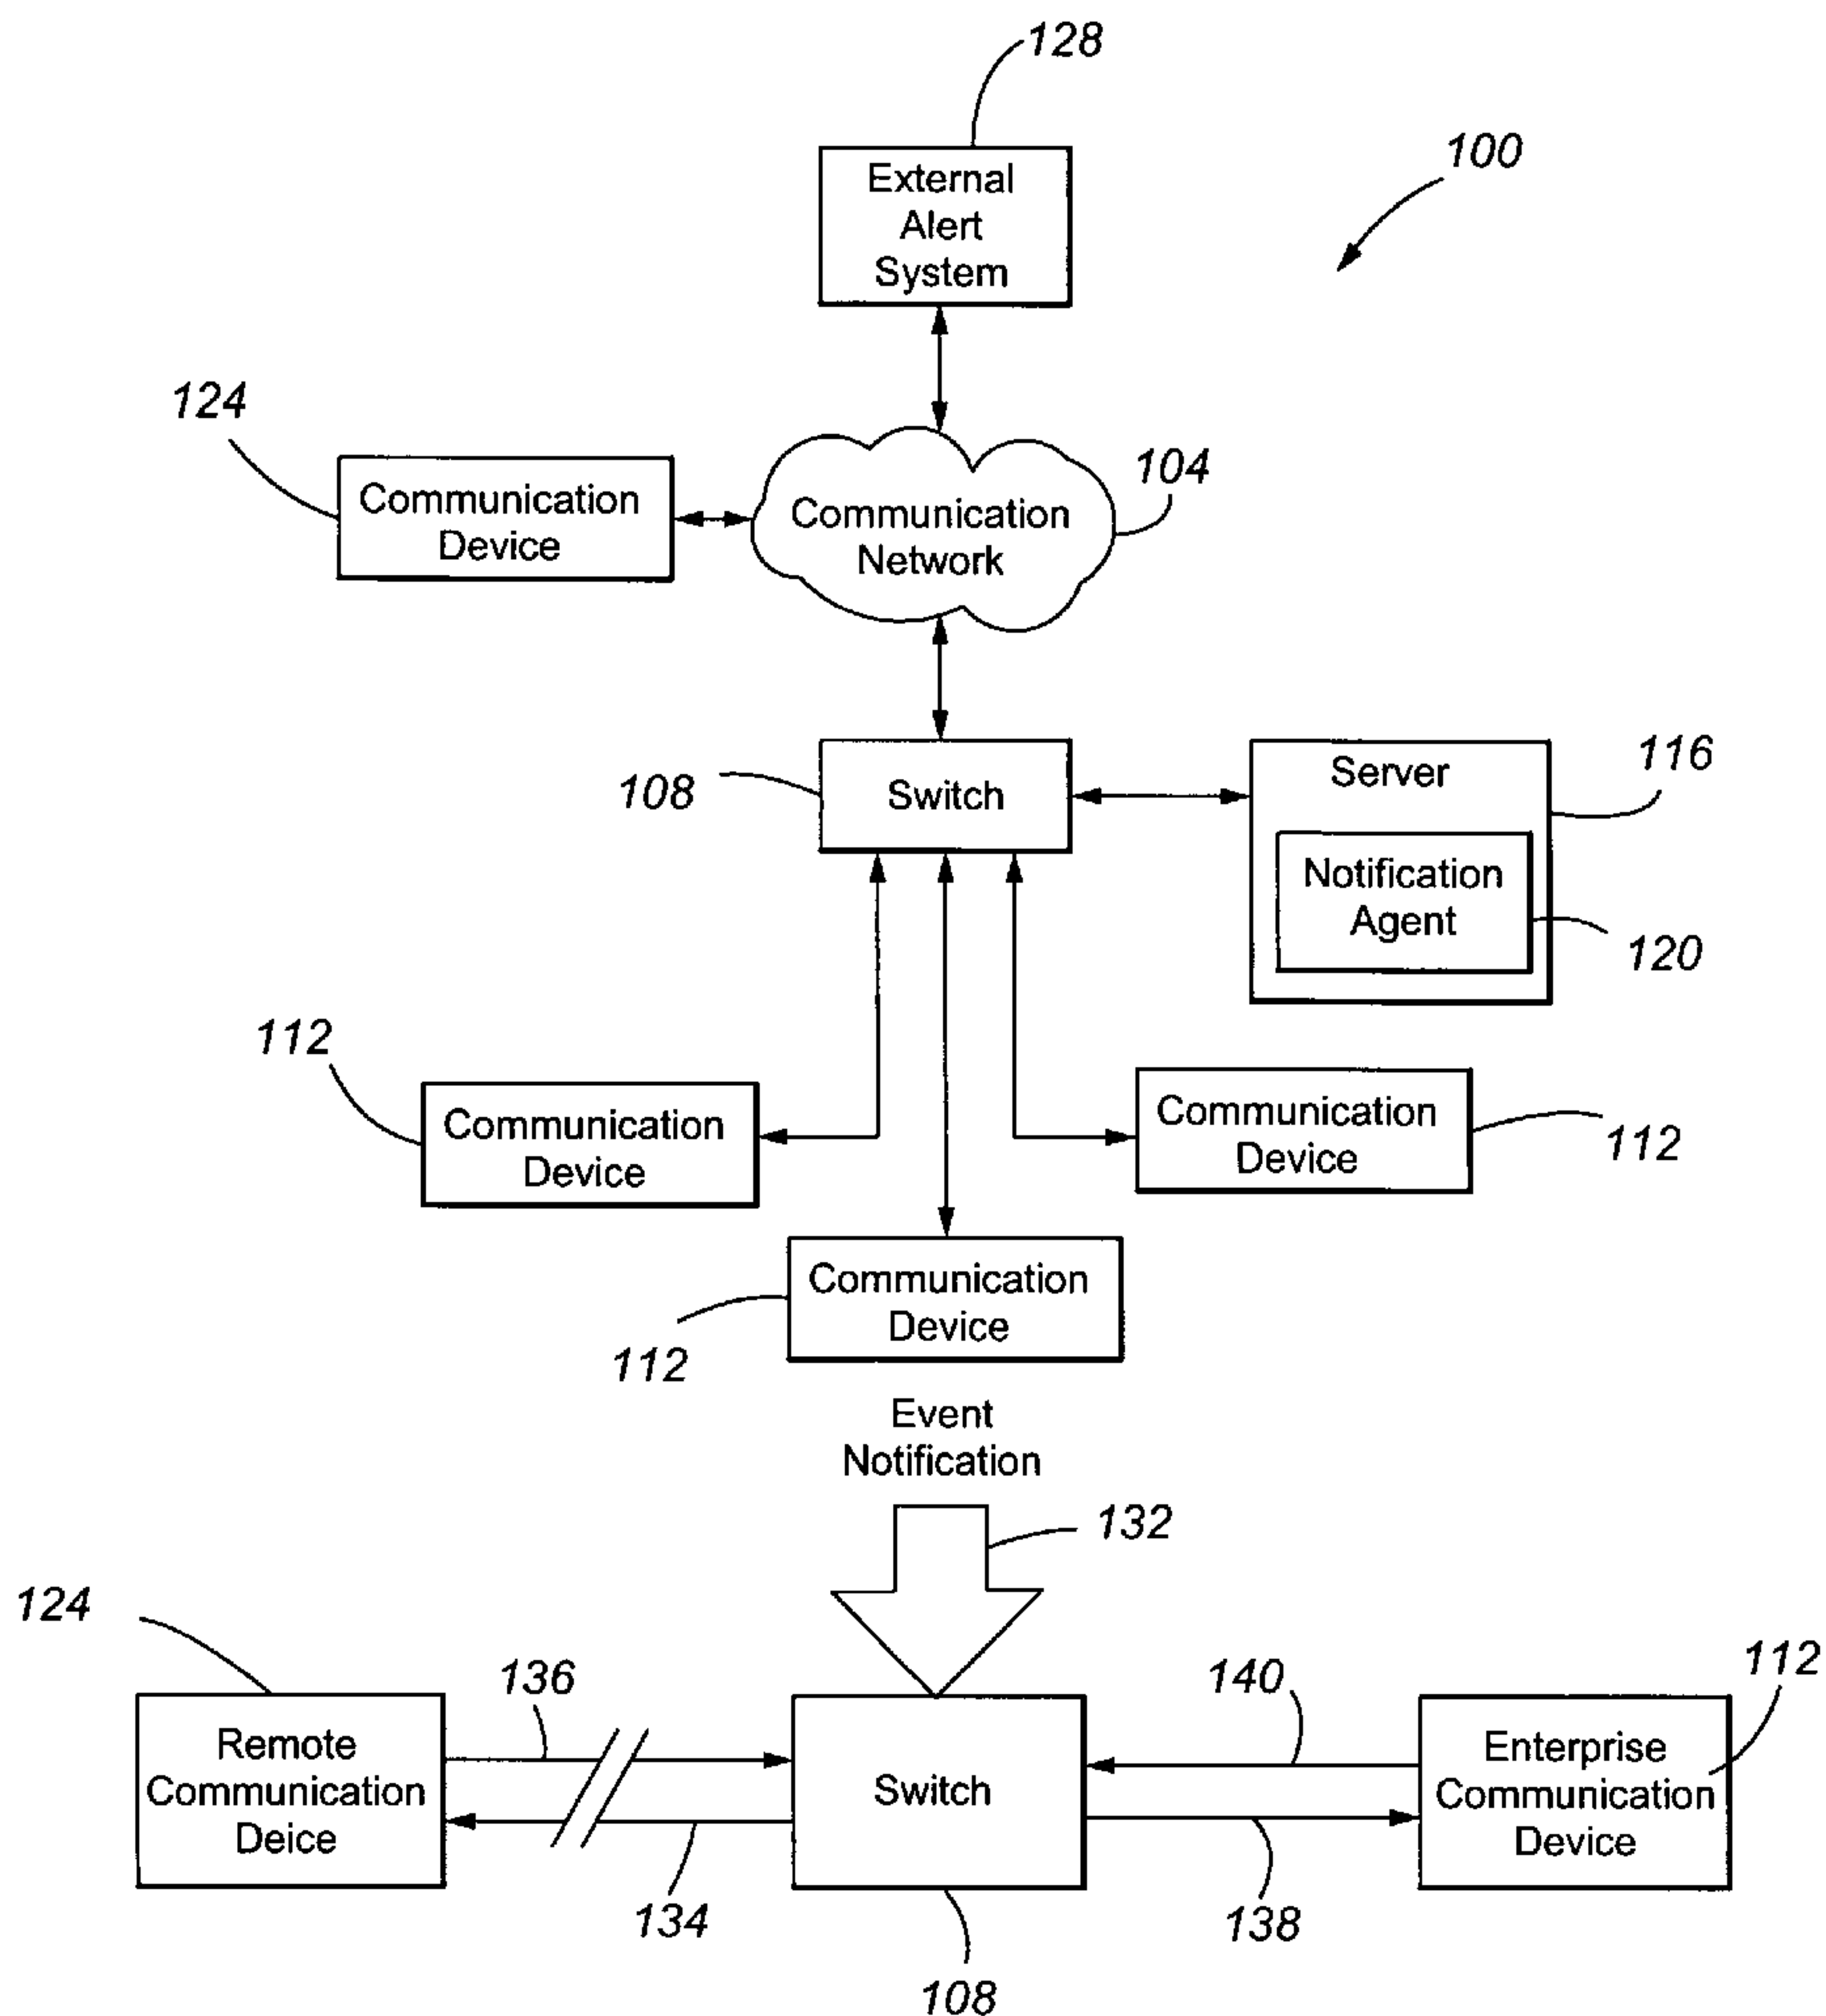 128
100
External
Alert
System
124
104
Communication
Device
Communication
Network
116
108
Switch
Server
Notification
Agent
120
112
Communication
Device
Communication
Device
112
Communication
Device
112
Event
Notification
132
124
136
140
112
Remote
Communication
Deice
Switch
Enterprise
Communication
Device
134
138
108